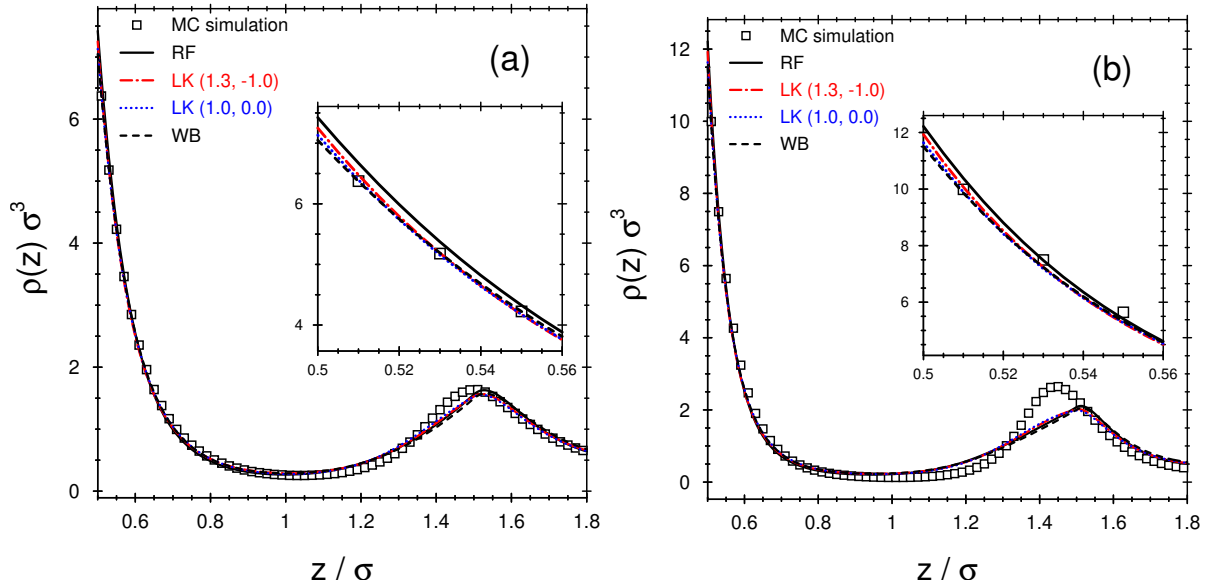 (a)
MC simulation
RF
LK (1.3, -1.0)
LK (1.0, 0.0)
WB
8
6
4
2
0
0.6
0.8
1
1.2
1.4
1.6
1.8
ρ(z) σ³
z / σ
6
4
0.5
0.52
0.54
0.56
(b)
MC simulation
RF
LK (1.3, -1.0)
LK (1.0, 0.0)
WB
12
10
8
6
4
2
0
0.6
0.8
1
1.2
1.4
1.6
1.8
ρ(z) σ³
z / σ
12
10
8
6
0.5
0.52
0.54
0.56